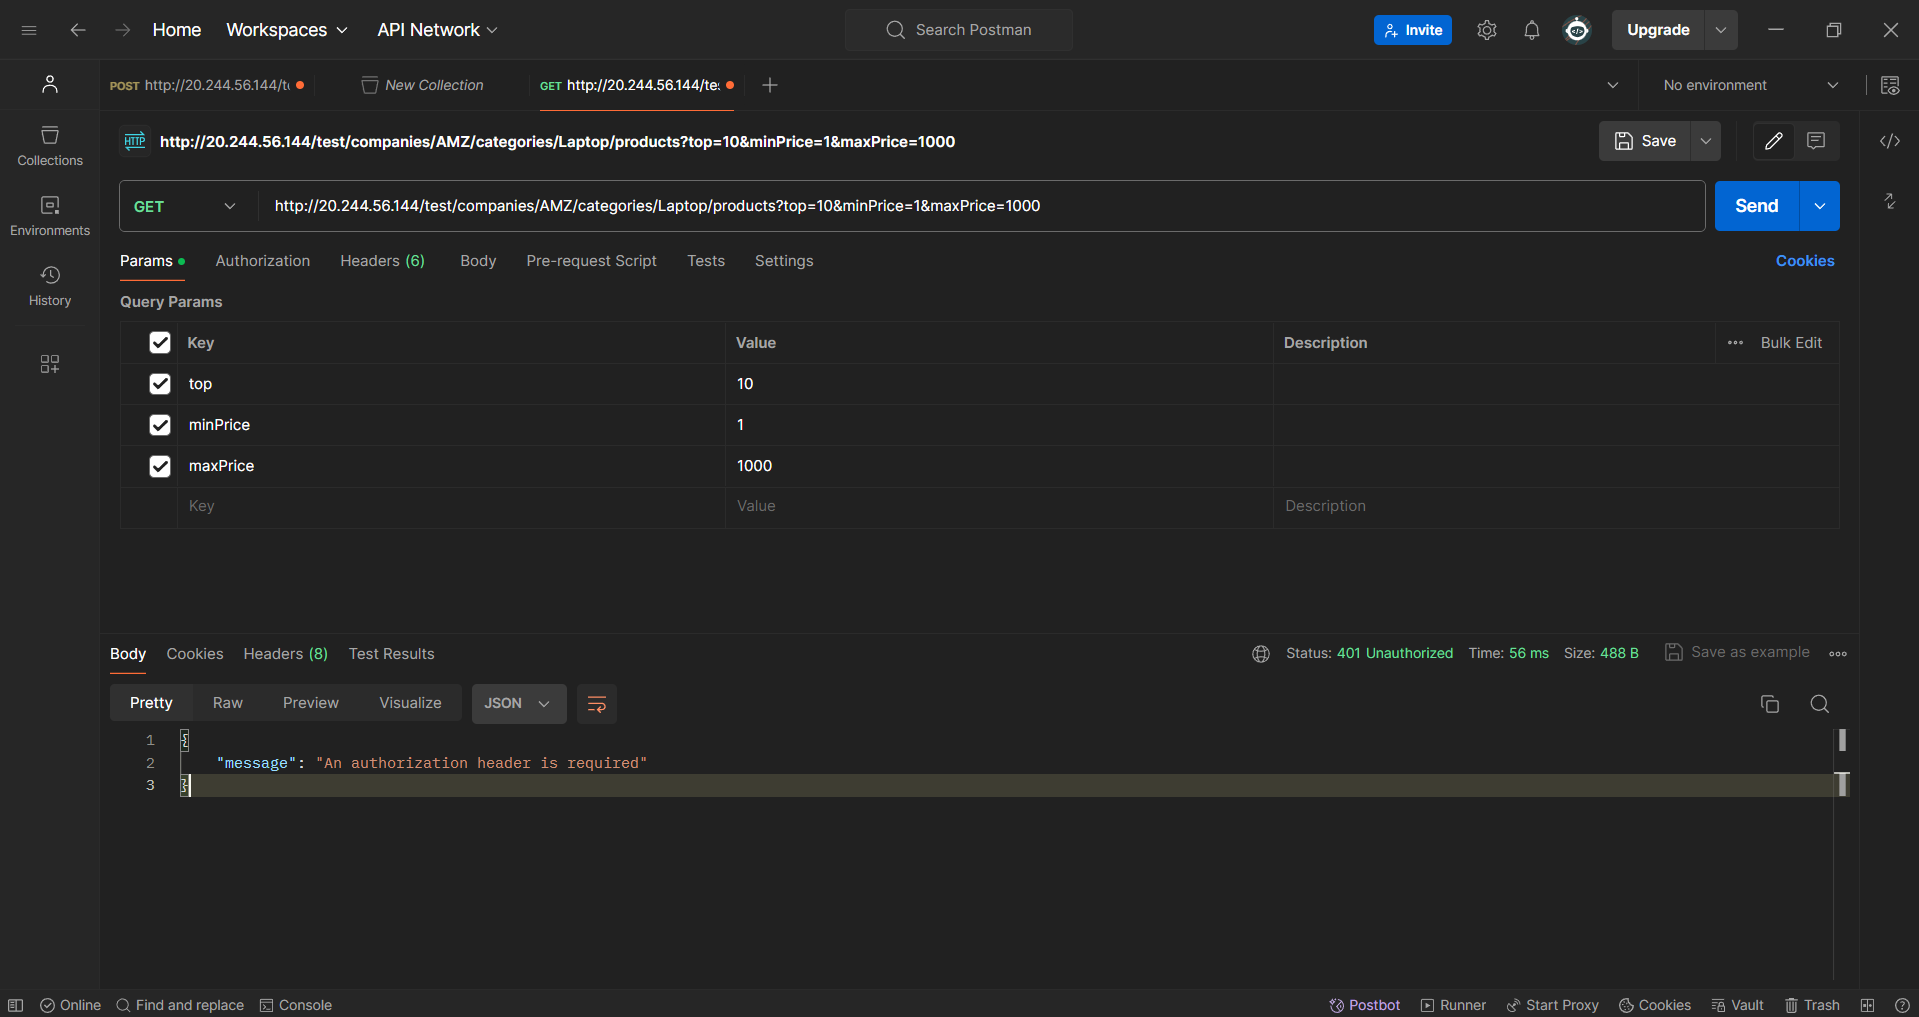 Home Workspaces API Network Search Postman Invite Upgrade
POST http://20.244.56.144/t New Collection GET http://20.244.56.144/tes No environment
HTTP http://20.244.56.144/test/companies/AMZ/categories/Laptop/products?top=10&minPrice=1&maxPrice=1000 Save
Collections
GET http://20.244.56.144/test/companies/AMZ/categories/Laptop/products?top=10&minPrice=1&maxPrice=1000 Send
Environments
Params Authorization Headers (6) Body Pre-request Script Tests Settings Cookies
History
Query Params
Key Value Description Bulk Edit
top 10
minPrice 1
maxPrice 1000
Key Value Description
Body Cookies Headers (8) Test Results Status: 401 Unauthorized Time: 56 ms Size: 488 B Save as example
Pretty Raw Preview Visualize JSON
1 {
2 "message": "An authorization header is required"
3 }
Online Find and replace Console Postbot Runner Start Proxy Cookies Vault Trash